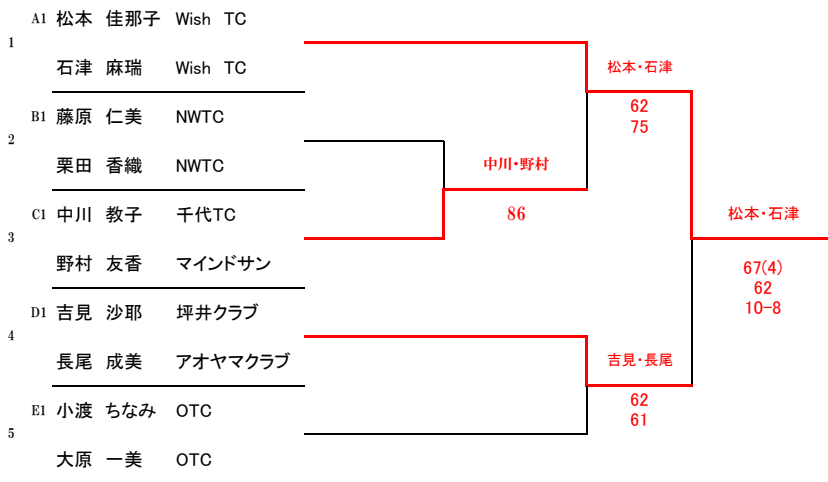 A1 松本 佳那子 Wish TC
1
石津 麻瑞 Wish TC
松本・石津
62
75
B1 藤原 仁美 NWTC
2
栗田 香織 NWTC
中川・野村
86
C1 中川 教子 千代TC
3
野村 友香 マインドサン
松本・石津
67(4)
62
10-8
D1 吉見 沙耶 坪井クラブ
4
長尾 成美 アオヤマクラブ
吉見・長尾
62
61
E1 小渡 ちなみ OTC
5
大原 一美 OTC